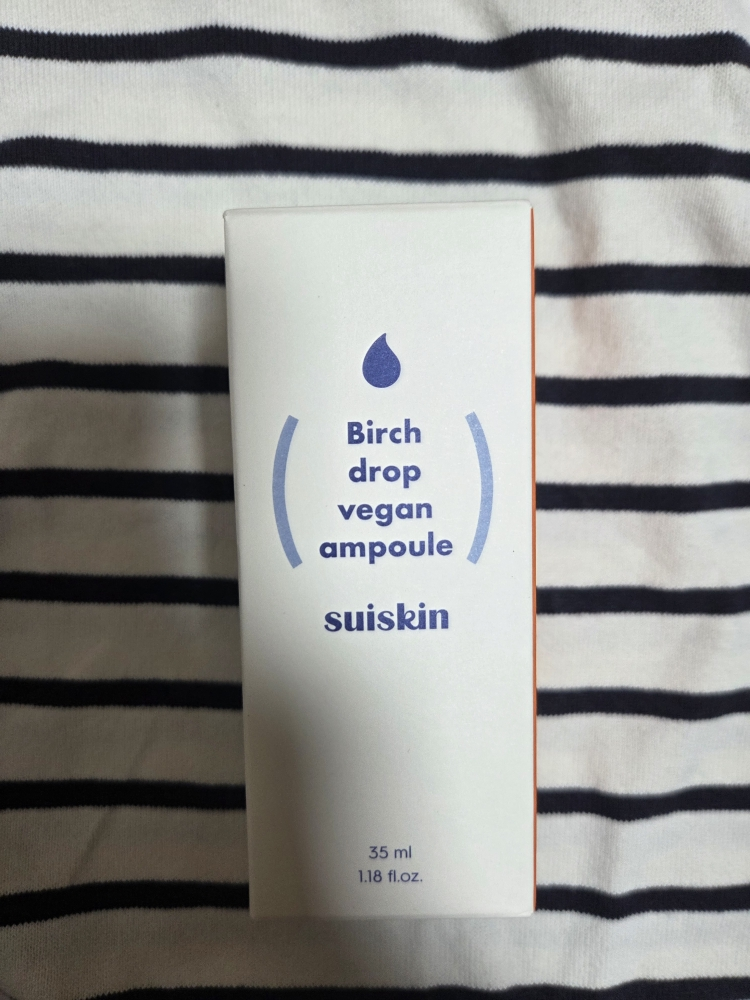 Birch
drop
vegan
ampoule
suiskin
35 ml
1.18 fl.oz.